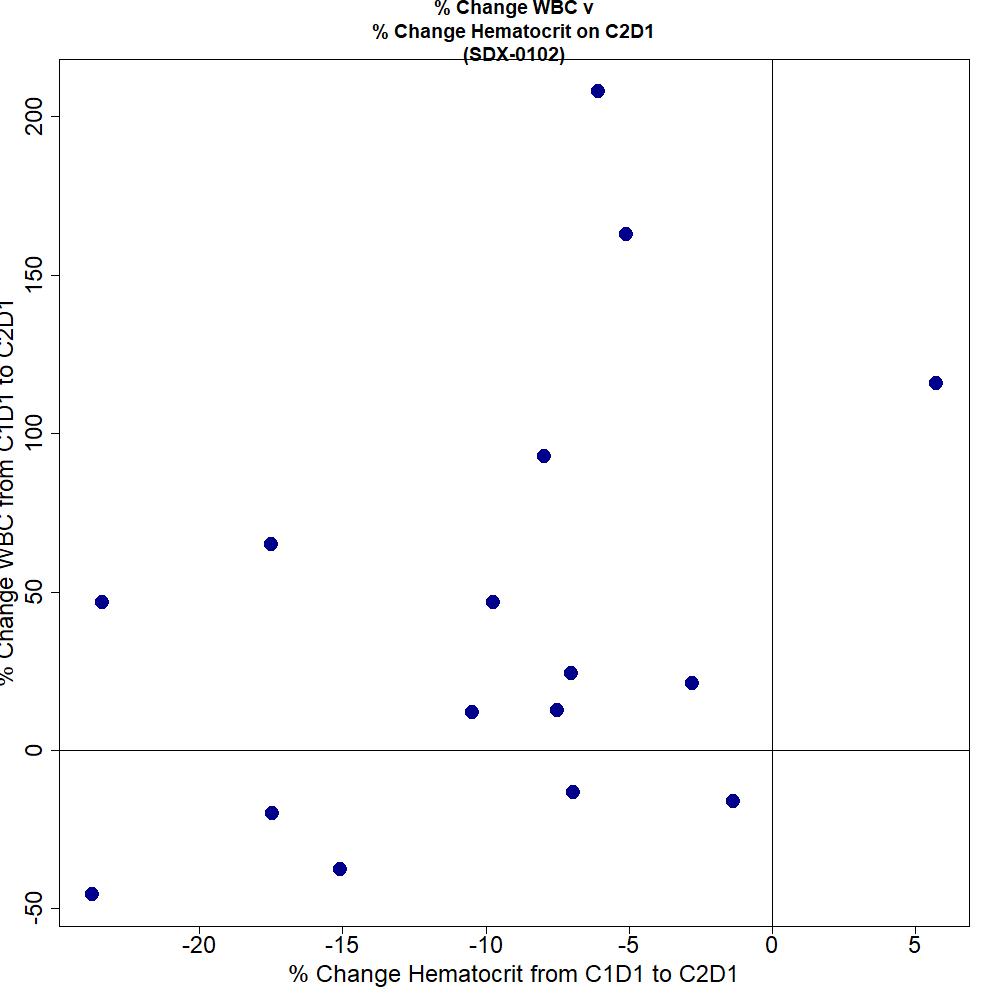 % Change WBC v
% Change Hematocrit on C2D1
(SDX-0102)
200
150
100
50
0
-50
% Change WBC from C1D1 to C2D1
-20 -15 -10 -5 0 5
% Change Hematocrit from C1D1 to C2D1